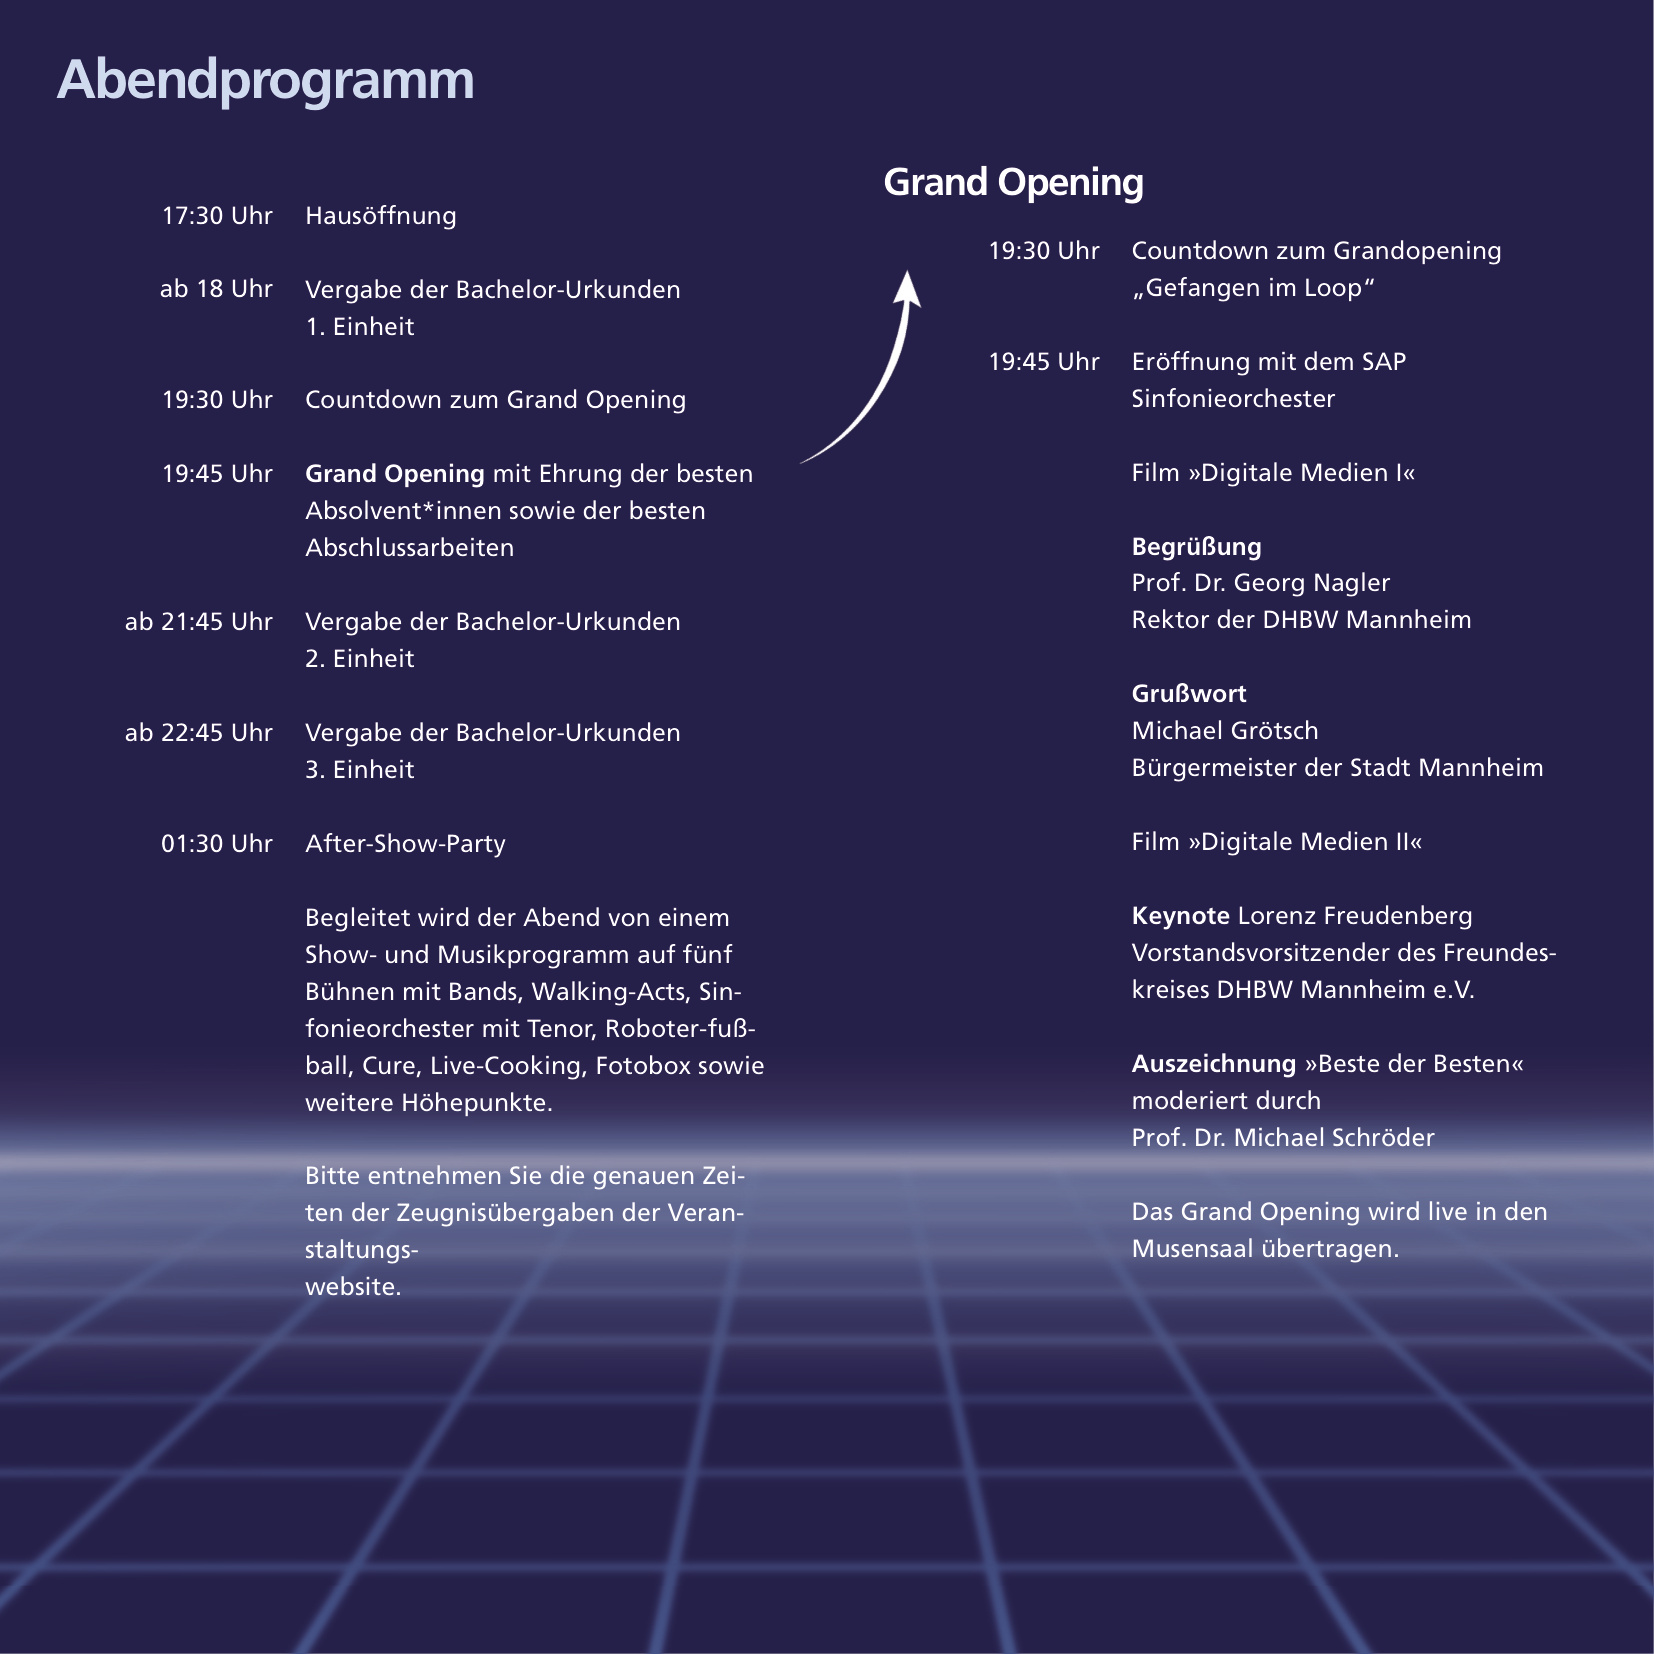 Abendprogramm
17:30 Uhr Hausöffnung
ab 18 Uhr Vergabe der Bachelor-Urkunden
1. Einheit
19:30 Uhr Countdown zum Grand Opening
19:45 Uhr Grand Opening mit Ehrung der besten
Absolvent*innen sowie der besten
Abschlussarbeiten
ab 21:45 Uhr Vergabe der Bachelor-Urkunden
2. Einheit
ab 22:45 Uhr Vergabe der Bachelor-Urkunden
3. Einheit
01:30 Uhr After-Show-Party
Begleitet wird der Abend von einem
Show- und Musikprogramm auf fünf
Bühnen mit Bands, Walking-Acts, Sin-
fonieorchester mit Tenor, Roboter-fuß-
ball, Cure, Live-Cooking, Fotobox sowie
weitere Höhepunkte.
Bitte entnehmen Sie die genauen Zei-
ten der Zeugnisübergaben der Veran-
staltungs-
website.
Grand Opening
19:30 Uhr Countdown zum Grandopening
„Gefangen im Loop“
19:45 Uhr Eröffnung mit dem SAP
Sinfonieorchester
Film »Digitale Medien I«
Begrüßung
Prof. Dr. Georg Nagler
Rektor der DHBW Mannheim
Grußwort
Michael Grötsch
Bürgermeister der Stadt Mannheim
Film »Digitale Medien II«
Keynote Lorenz Freudenberg
Vorstandsvorsitzender des Freundes-
kreises DHBW Mannheim e.V.
Auszeichnung »Beste der Besten«
moderiert durch
Prof. Dr. Michael Schröder
Das Grand Opening wird live in den
Musensaal übertragen.